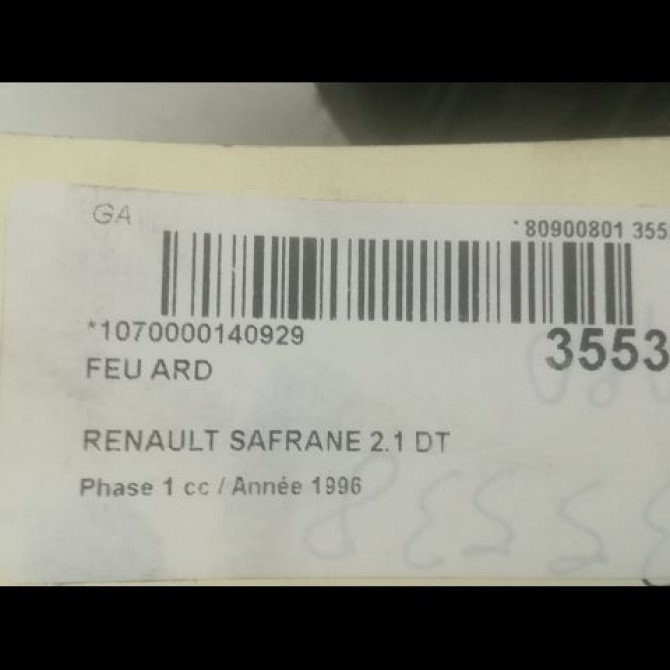 GA
*80900801 355
*1070000140929
3553
FEU ARD
RENAULT SAFRANE 2.1 DT
Phase 1 cc / Année 1996